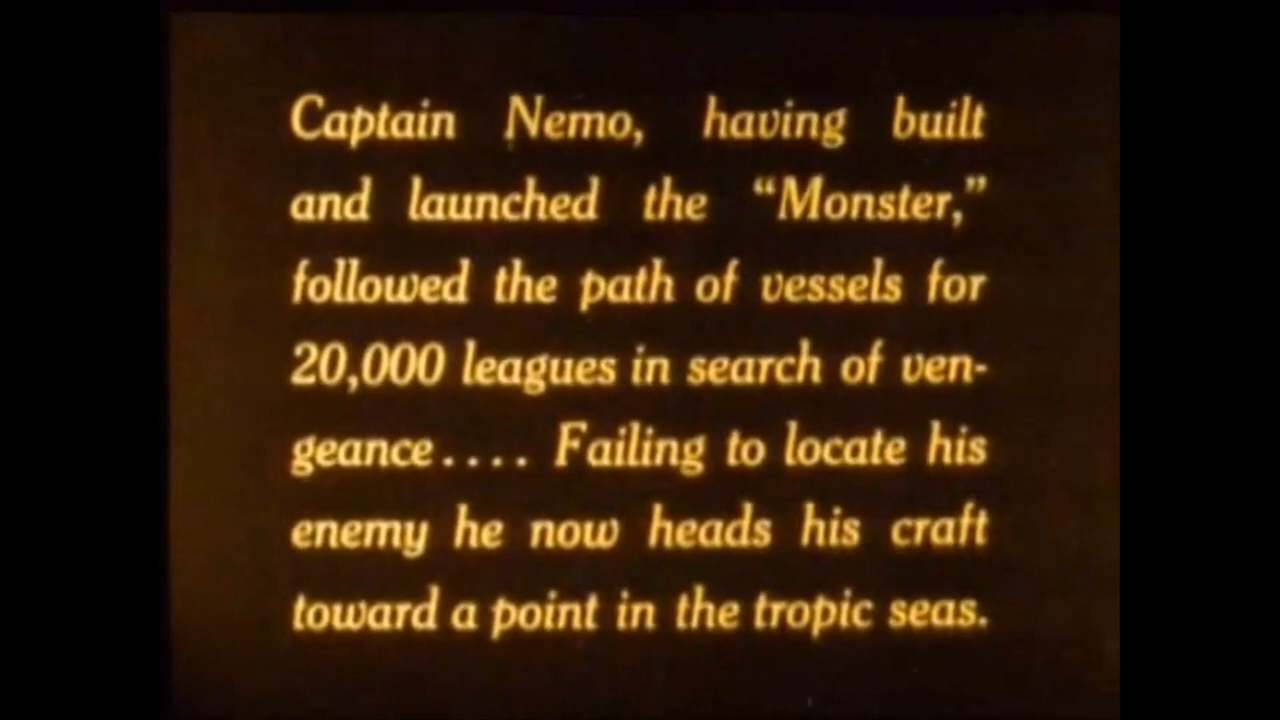 Captain Nemo, having built
and launched the “Monster,”
followed the path of vessels for
20,000 leagues in search of ven-
geance.... Failing to locate his
enemy he now heads his craft
toward a point in the tropic seas.